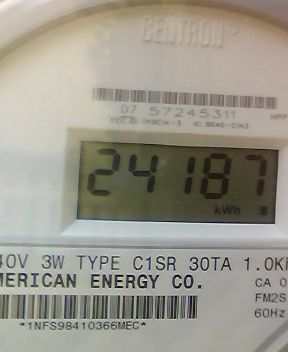 CENTRON
07 57245311
24187
kWh
40V 3W TYPE C1SR 30TA 1.0K
MERICAN ENERGY CO.
CA 0
FM2S
60Hz
*1NFS98410366MEC*